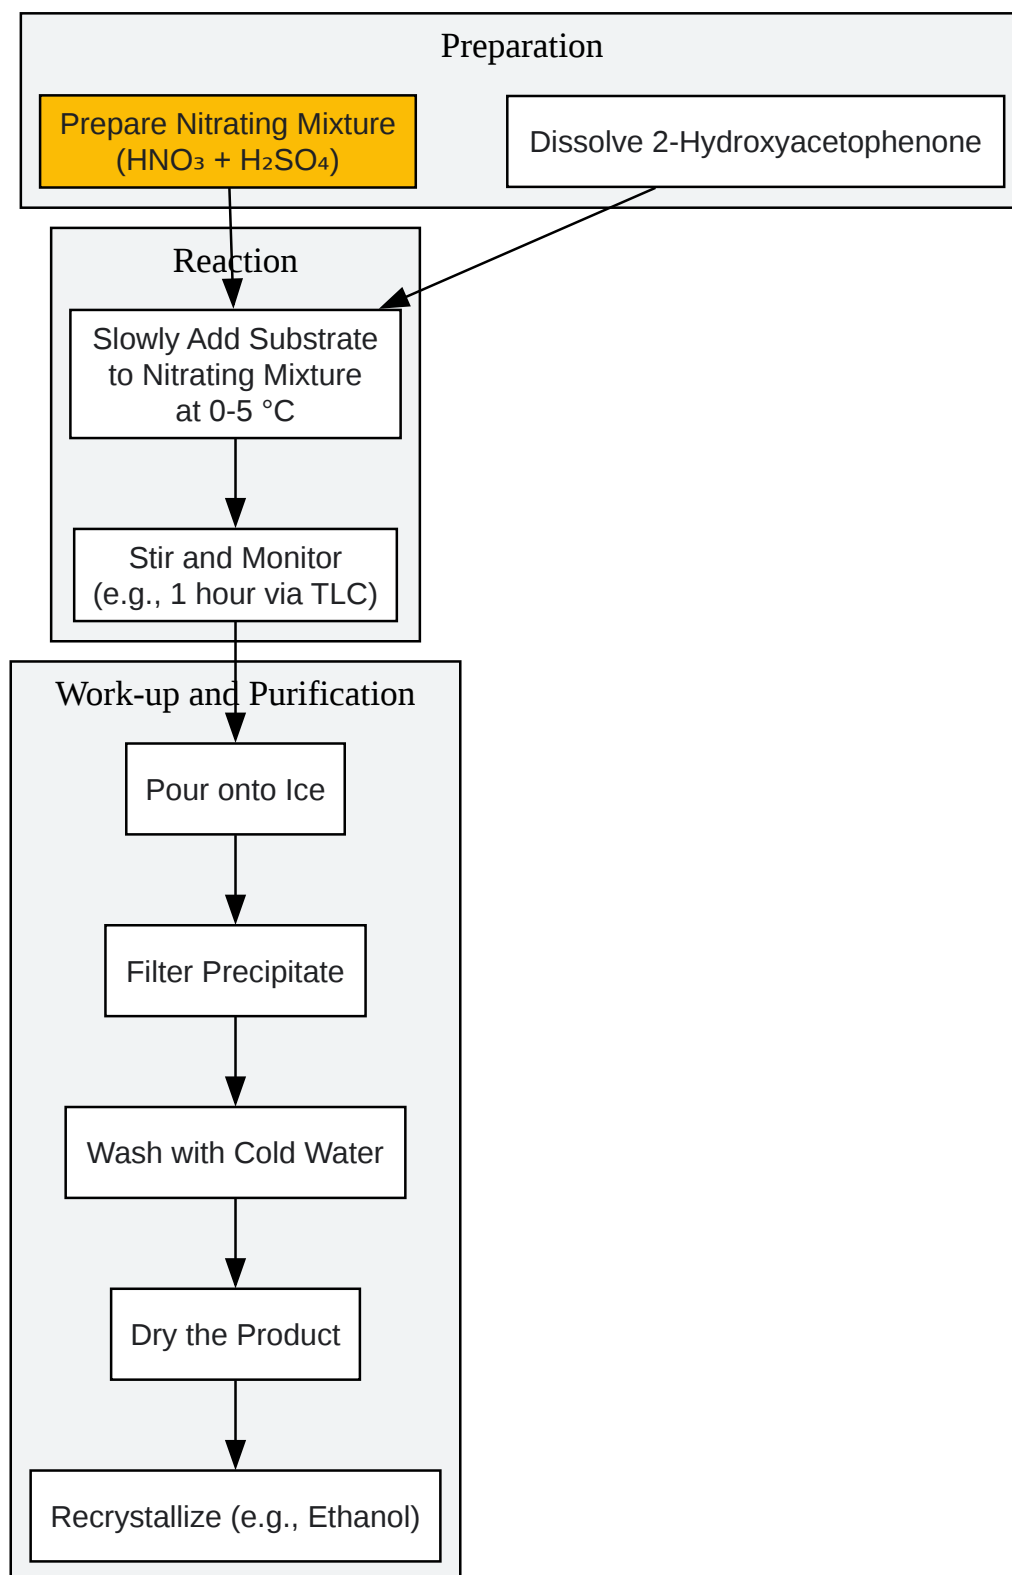 Preparation
Prepare Nitrating Mixture
(HNO₃ + H₂SO₄)
Dissolve 2-Hydroxyacetophenone
Reaction
Slowly Add Substrate
to Nitrating Mixture
at 0-5 °C
Stir and Monitor
(e.g., 1 hour via TLC)
Work-up and Purification
Pour onto Ice
Filter Precipitate
Wash with Cold Water
Dry the Product
Recrystallize (e.g., Ethanol)